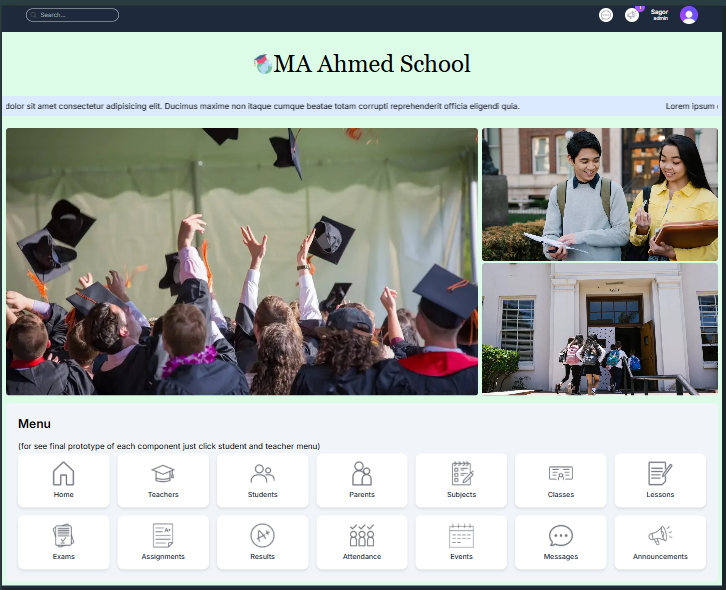 Search...
1
Sagor
admin
MA Ahmed School
dolor sit amet consectetur adipisicing elit. Ducimus maxime non itaque cumque beatae totam corrupti reprehenderit officia eligendi quia.
Lorem ipsum
Menu
(for see final prototype of each component just click student and teacher menu)
Home
Teachers
Students
Parents
Subjects
Classes
Lessons
Exams
Assignments
Results
Attendance
Events
Messages
Announcements